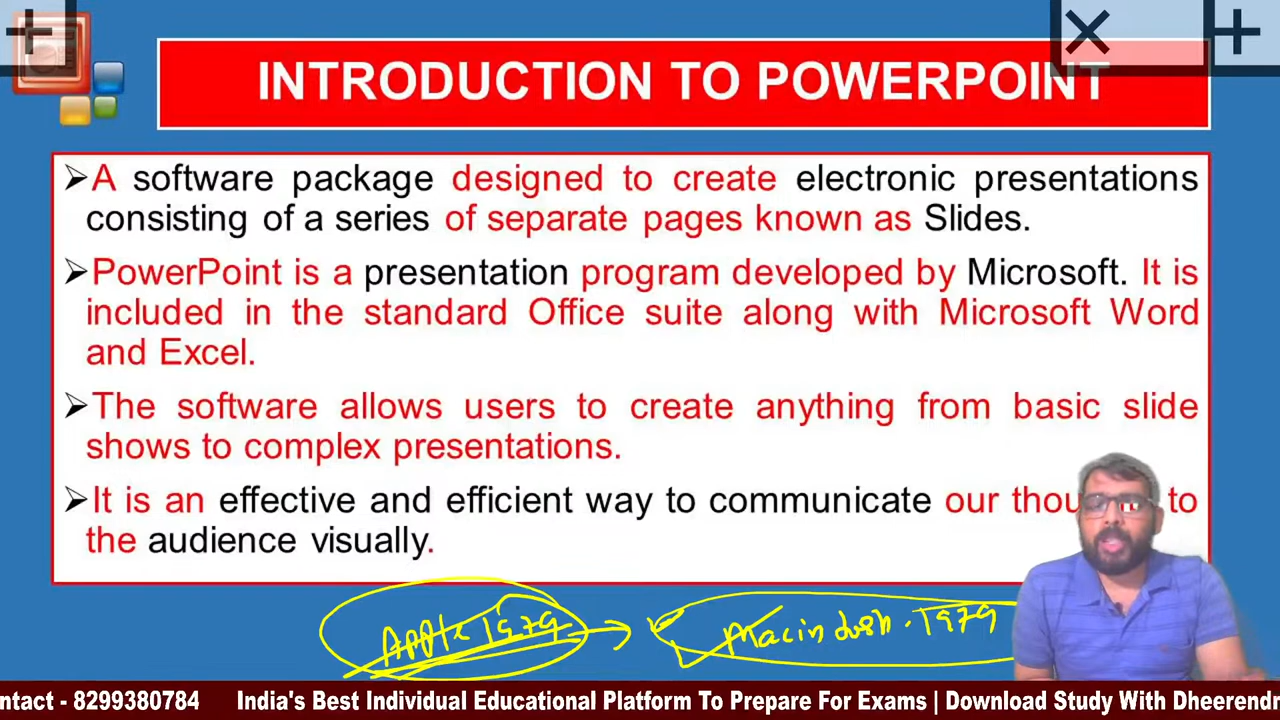 INTRODUCTION TO POWERPOINT
➢A software package designed to create electronic presentations
consisting of a series of separate pages known as Slides.
➢PowerPoint is a presentation program developed by Microsoft. It is
included in the standard Office suite along with Microsoft Word
and Excel.
➢The software allows users to create anything from basic slide
shows to complex presentations.
➢It is an effective and efficient way to communicate our to
the audience visually.
Apple 1979 → Macintosh. 1979
ntact - 8299380784 India's Best Individual Educational Platform To Prepare For Exams | Download Study With Dheerendr